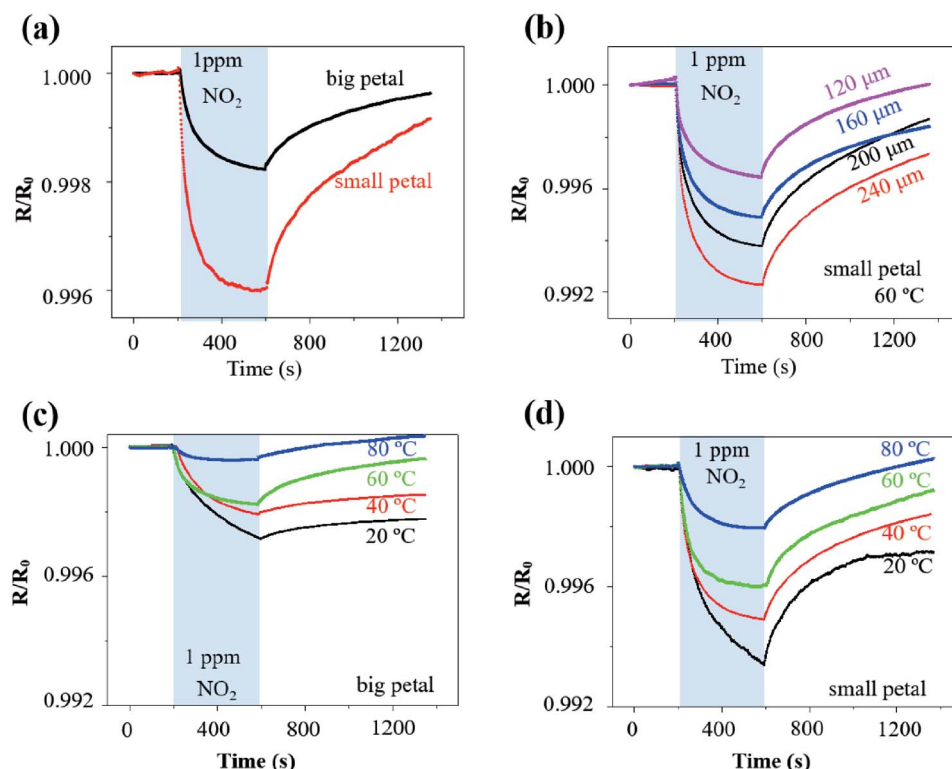 (a)
1ppm
NO₂
big petal
small petal
1.000
0.998
0.996
R/R₀
0 400 800 1200
Time (s)
(b)
1 ppm
NO₂
120 µm
160 µm
200 µm
240 µm
small petal
60 ºC
1.000
0.996
0.992
R/R₀
0 400 800 1200
Time (s)
(c)
80 ºC
60 ºC
40 ºC
20 ºC
1 ppm
NO₂
big petal
1.000
0.996
0.992
R/R₀
0 400 800 1200
Time (s)
(d)
1 ppm
NO₂
80 ºC
60 ºC
40 ºC
20 ºC
small petal
1.000
0.996
0.992
R/R₀
0 400 800 1200
Time (s)